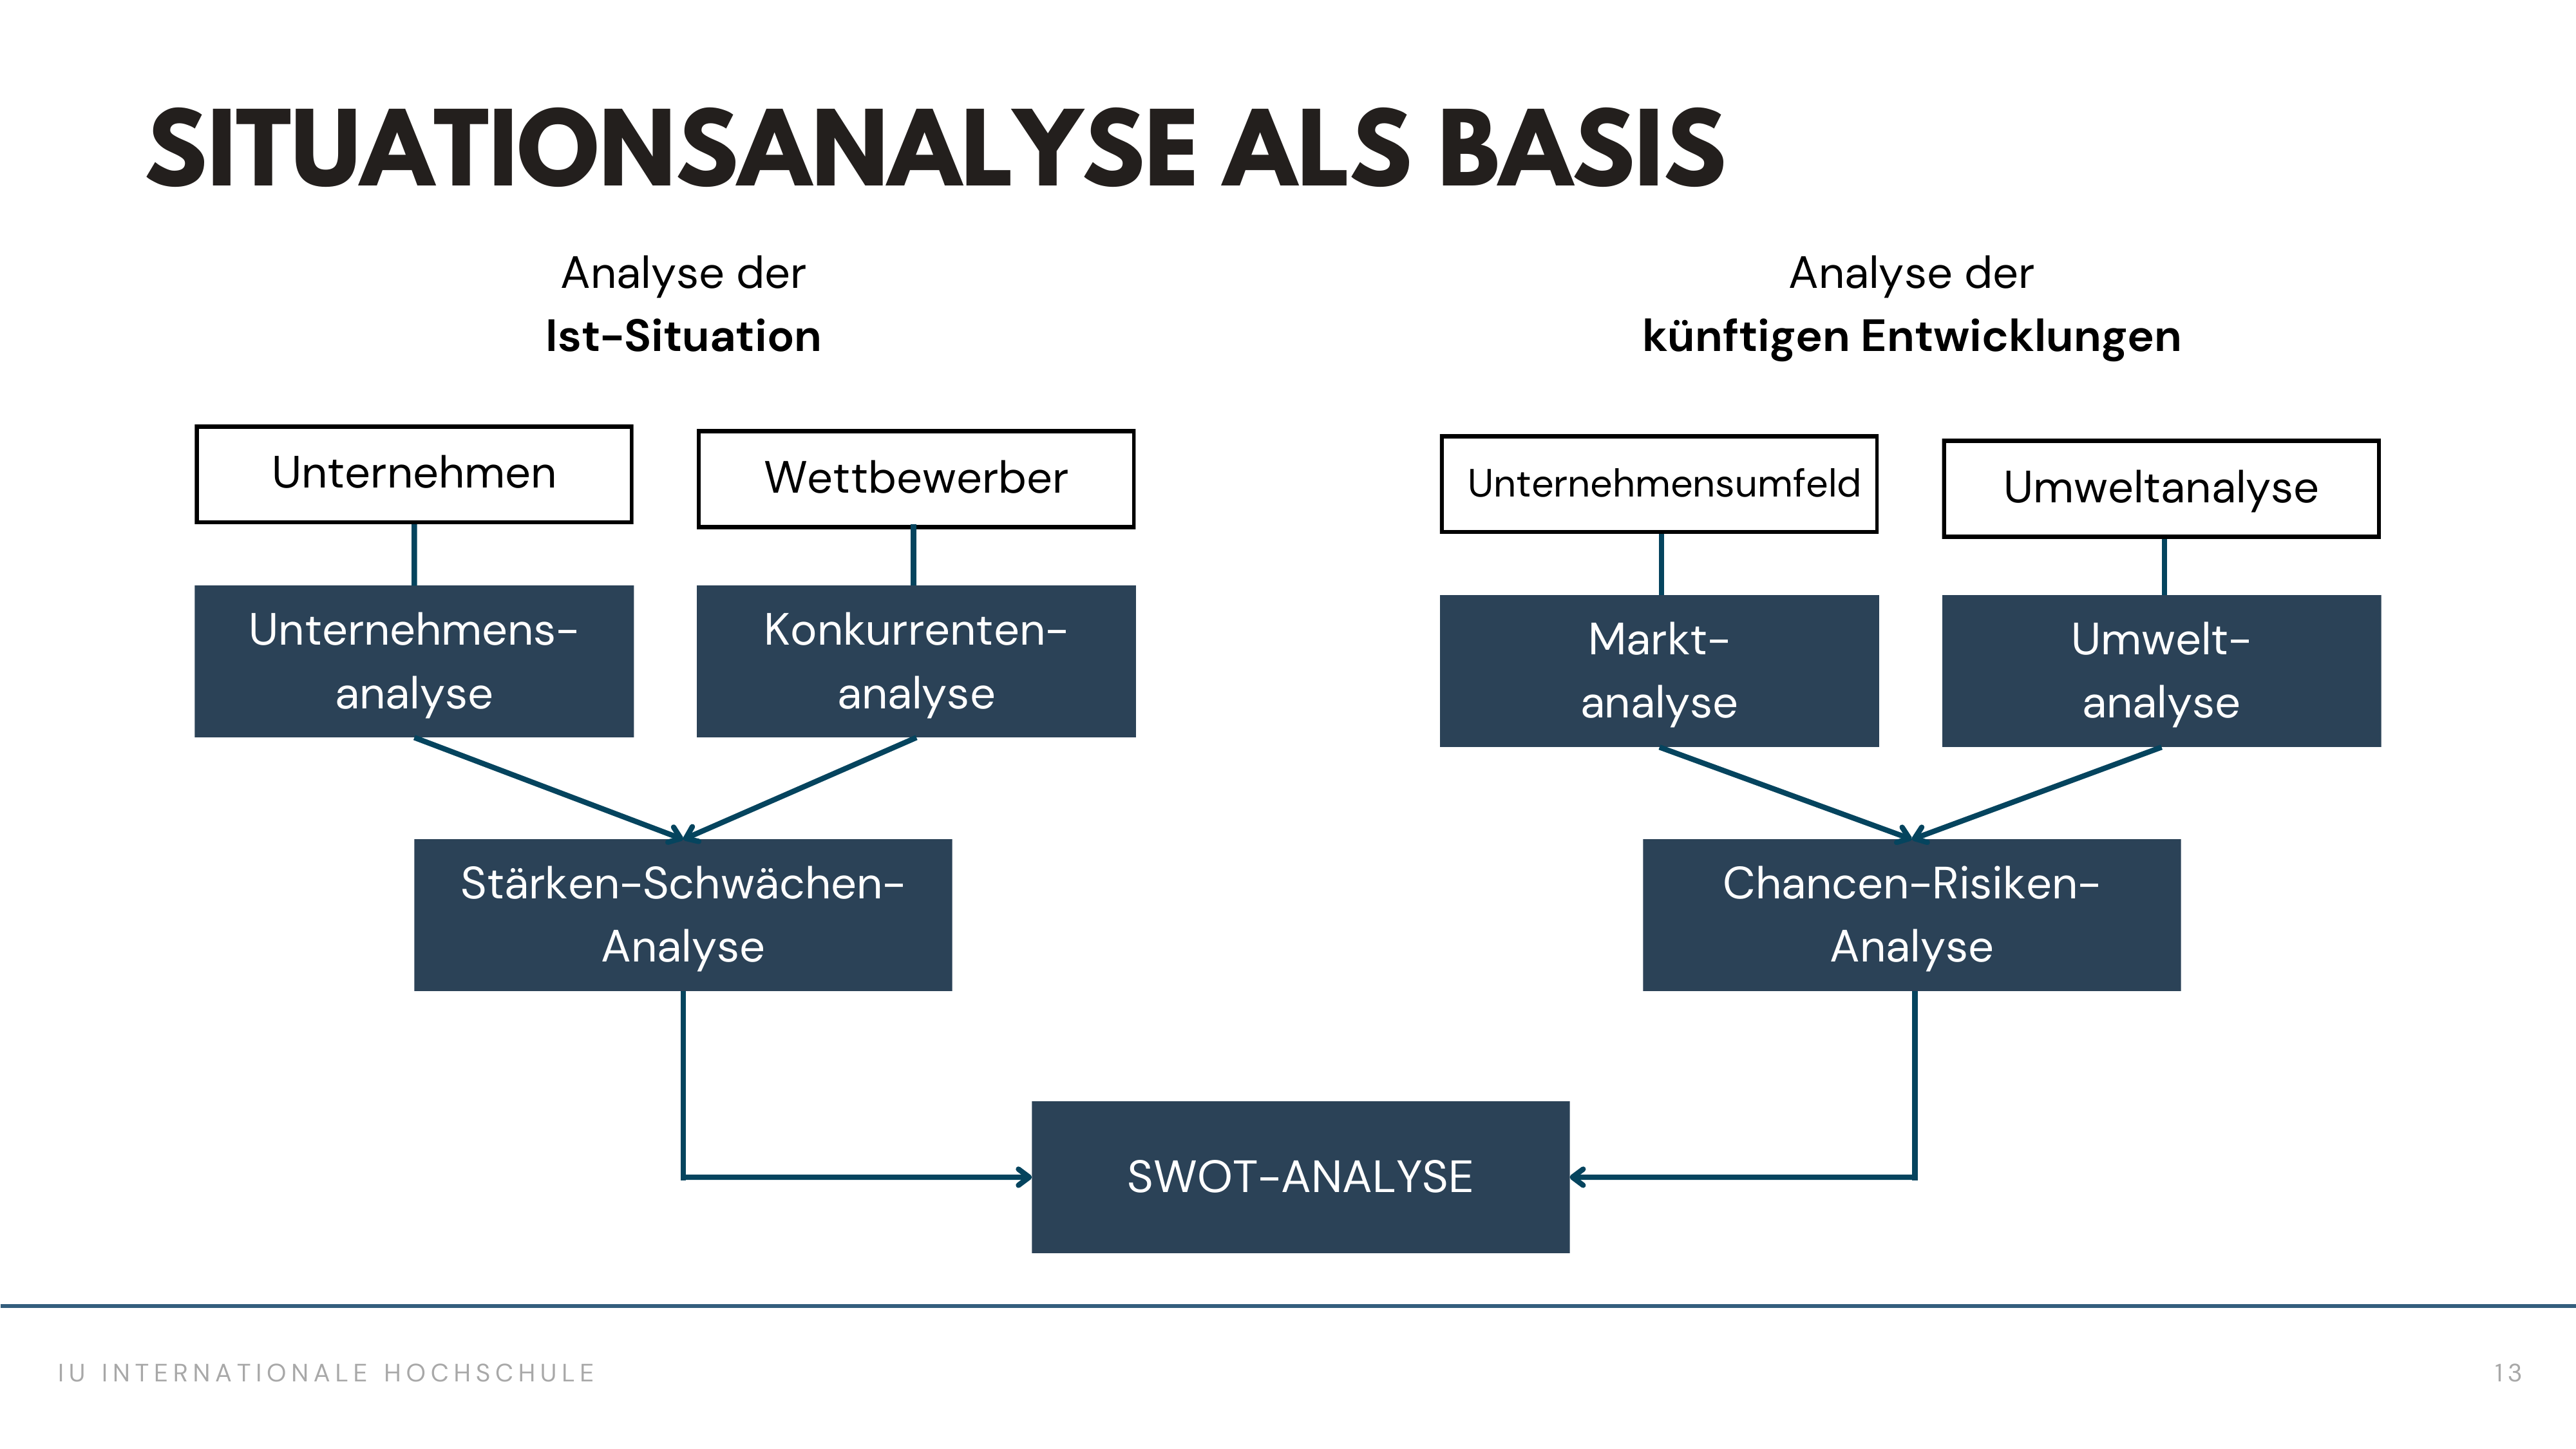 SITUATIONSANALYSE ALS BASIS
Analyse der
Ist-Situation
Analyse der
künftigen Entwicklungen
Unternehmen
Wettbewerber
Unternehmensumfeld
Umweltanalyse
Unternehmens-
analyse
Konkurrenten-
analyse
Markt-
analyse
Umwelt-
analyse
Stärken-Schwächen-
Analyse
Chancen-Risiken-
Analyse
SWOT-ANALYSE
IU INTERNATIONALE HOCHSCHULE
13